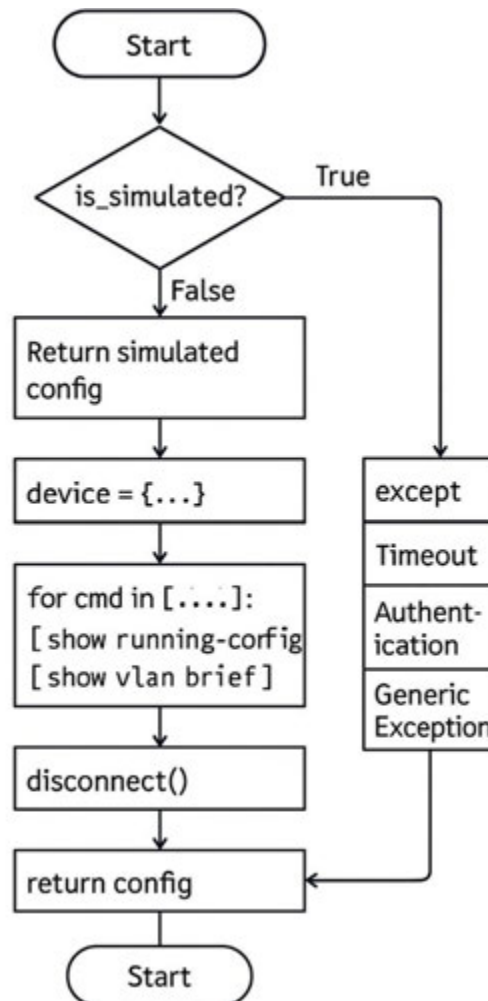 Start
is_simulated?
True
False
Return simulated
config
device = {...}
for cmd in [....]:
[show running-corfig
[show vlan brief]
disconnect()
return config
Start
except
Timeout
Authent-
ication
Generic
Exception